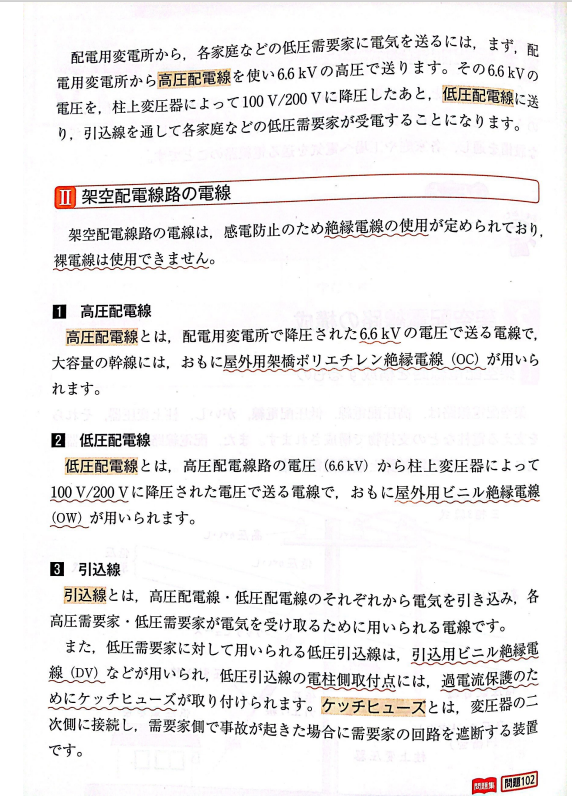 配電用変電所から，各家庭などの低圧需要家に電気を送るには，まず，配
電用変電所から高圧配電線を使い6.6 kVの高圧で送ります。その6.6 kVの
電圧を，柱上変圧器によって100 V/200 Vに降圧したあと，低圧配電線に送
り，引込線を通して各家庭などの低圧需要家が受電することになります。
II 架空配電線路の電線
架空配電線路の電線は，感電防止のため絶縁電線の使用が定められており，
裸電線は使用できません。
1 高圧配電線
高圧配電線とは，配電用変電所で降圧された6.6 kVの電圧で送る電線で，
大容量の幹線には，おもに屋外用架橋ポリエチレン絶縁電線（OC）が用いら
れます。
2 低圧配電線
低圧配電線とは，高圧配電線路の電圧（6.6 kV）から柱上変圧器によって
100 V/200 Vに降圧された電圧で送る電線で，おもに屋外用ビニル絶縁電線
（OW）が用いられます。
3 引込線
引込線とは，高圧配電線・低圧配電線のそれぞれから電気を引き込み，各
高圧需要家・低圧需要家が電気を受け取るために用いられる電線です。
また，低圧需要家に対して用いられる低圧引込線は，引込用ビニル絶縁電
線（DV）などが用いられ，低圧引込線の電柱側取付点には，過電流保護のた
めにケッチヒューズが取り付けられます。ケッチヒューズとは，変圧器の二
次側に接続し，需要家側で事故が起きた場合に需要家の回路を遮断する装置
です。
問題集 問題102